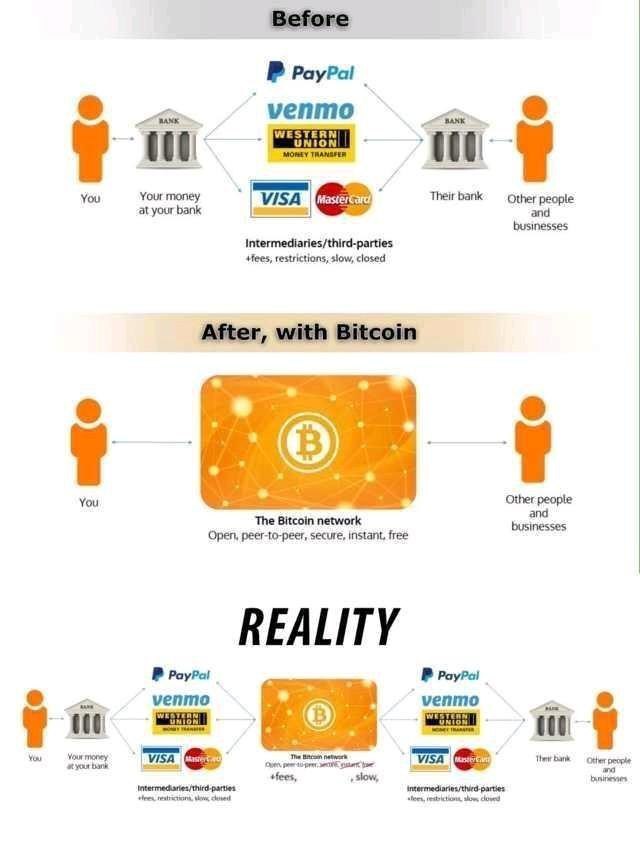 Before
PayPal
venmo
WESTERN
UNION
MONEY TRANSFER
BANK
BANK
VISA MasterCard
You
Your money
at your bank
Their bank
Other people
and
businesses
Intermediaries/third-parties
+fees, restrictions, slow, closed
After, with Bitcoin
B
You
The Bitcoin network
Open, peer-to-peer, secure, instant, free
Other people
and
businesses
REALITY
PayPal
venmo
WESTERN
UNION
MONEY TRANSFER
BANK
VISA MasterCard
You
Your money
at your bank
Intermediaries/third-parties
+fees, restrictions, slow, closed
B
The Bitcoin network
Open, peer-to-peer, secure, instant, free
+fees, , slow,
PayPal
venmo
WESTERN
UNION
MONEY TRANSFER
BANK
VISA MasterCard
Intermediaries/third-parties
+fees, restrictions, slow, closed
Their bank
Other people
and
businesses